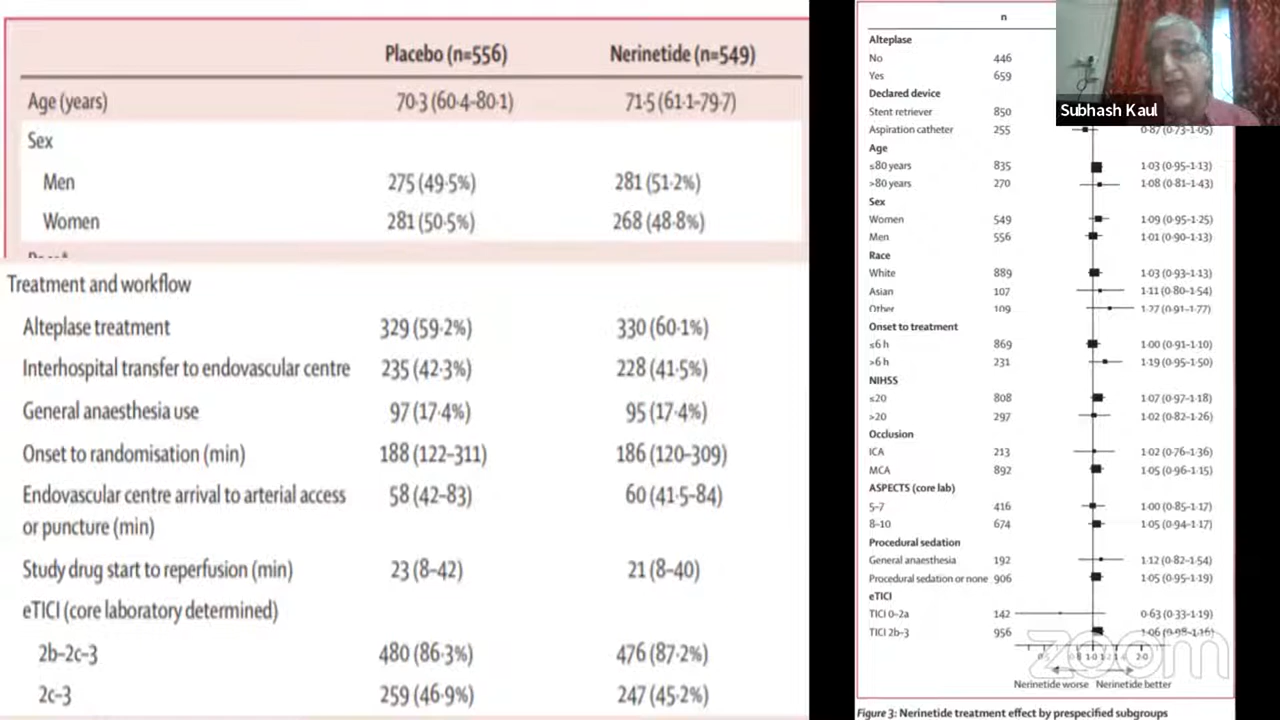 Placebo (n=556) Nerinetide (n=549)
Age (years) 70·3 (60·4–80·1) 71·5 (61·1–79·7)
Sex
Men 275 (49·5%) 281 (51·2%)
Women 281 (50·5%) 268 (48·8%)
Treatment and workflow
Alteplase treatment 329 (59·2%) 330 (60·1%)
Interhospital transfer to endovascular centre 235 (42·3%) 228 (41·5%)
General anaesthesia use 97 (17·4%) 95 (17·4%)
Onset to randomisation (min) 188 (122–311) 186 (120–309)
Endovascular centre arrival to arterial access 58 (42–83) 60 (41·5–84)
or puncture (min)
Study drug start to reperfusion (min) 23 (8–42) 21 (8–40)
eTICI (core laboratory determined)
2b–2c–3 480 (86·3%) 476 (87·2%)
2c–3 259 (46·9%) 247 (45·2%)
n
Alteplase
No 446
Yes 659
Declared device
Stent retriever 850
Aspiration catheter 255 0·87 (0·73–1·05)
Age
≤80 years 835 1·03 (0·95–1·13)
>80 years 270 1·08 (0·81–1·43)
Sex
Women 549 1·09 (0·95–1·25)
Men 556 1·01 (0·90–1·13)
Race
White 889 1·03 (0·93–1·13)
Asian 107 1·11 (0·80–1·54)
Other 109 1·27 (0·91–1·77)
Onset to treatment
≤6 h 869 1·00 (0·91–1·10)
>6 h 231 1·19 (0·95–1·50)
NIHSS
≤20 808 1·07 (0·97–1·18)
>20 297 1·02 (0·82–1·26)
Occlusion
ICA 213 1·02 (0·76–1·36)
MCA 892 1·05 (0·96–1·15)
ASPECTS (core lab)
5–7 416 1·00 (0·85–1·17)
8–10 674 1·05 (0·94–1·17)
Procedural sedation
General anaesthesia 192 1·12 (0·82–1·54)
Procedural sedation or none 906 1·05 (0·95–1·19)
eTICI
TICI 0–2a 142 0·63 (0·33–1·19)
TICI 2b–3 956 1·06 (0·98–1·16)
Nerinetide worse Nerinetide better
Figure 3: Nerinetide treatment effect by prespecified subgroups
Subhash Kaul
zoom